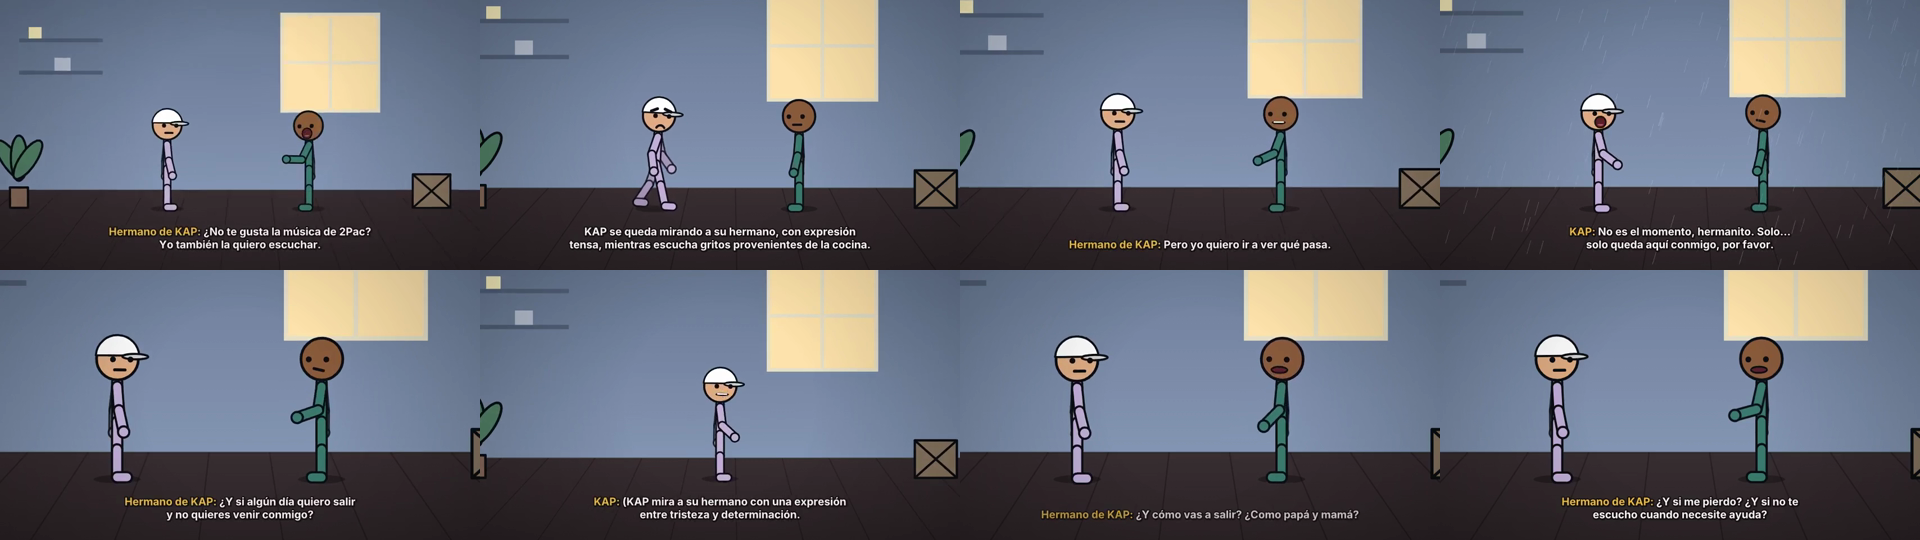 Hermano de KAP: ¿No te gusta la música de 2Pac?
Yo también la quiero escuchar.
KAP se queda mirando a su hermano, con expresión
tensa, mientras escucha gritos provenientes de la cocina.
Hermano de KAP: Pero yo quiero ir a ver qué pasa.
KAP: No es el momento, hermanito. Solo...
solo queda aquí conmigo, por favor.
Hermano de KAP: ¿Y si algún día quiero salir
y no quieres venir conmigo?
KAP: (KAP mira a su hermano con una expresión
entre tristeza y determinación.
Hermano de KAP: ¿Y cómo vas a salir? ¿Como papá y mamá?
Hermano de KAP: ¿Y si me pierdo? ¿Y si no te
escucho cuando necesite ayuda?